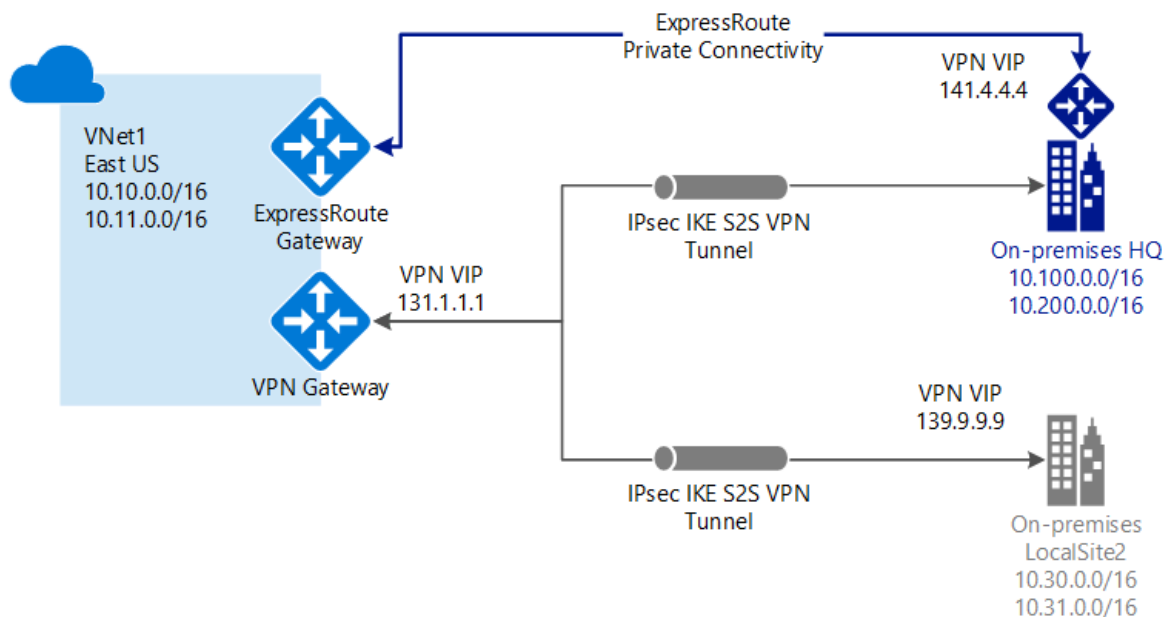 ExpressRoute
Private Connectivity
VPN VIP
141.4.4.4
VNet1
East US
10.10.0.0/16
10.11.0.0/16
ExpressRoute
Gateway
IPsec IKE S2S VPN
Tunnel
On-premises HQ
10.100.0.0/16
10.200.0.0/16
VPN VIP
131.1.1.1
VPN Gateway
VPN VIP
139.9.9.9
IPsec IKE S2S VPN
Tunnel
On-premises
LocalSite2
10.30.0.0/16
10.31.0.0/16